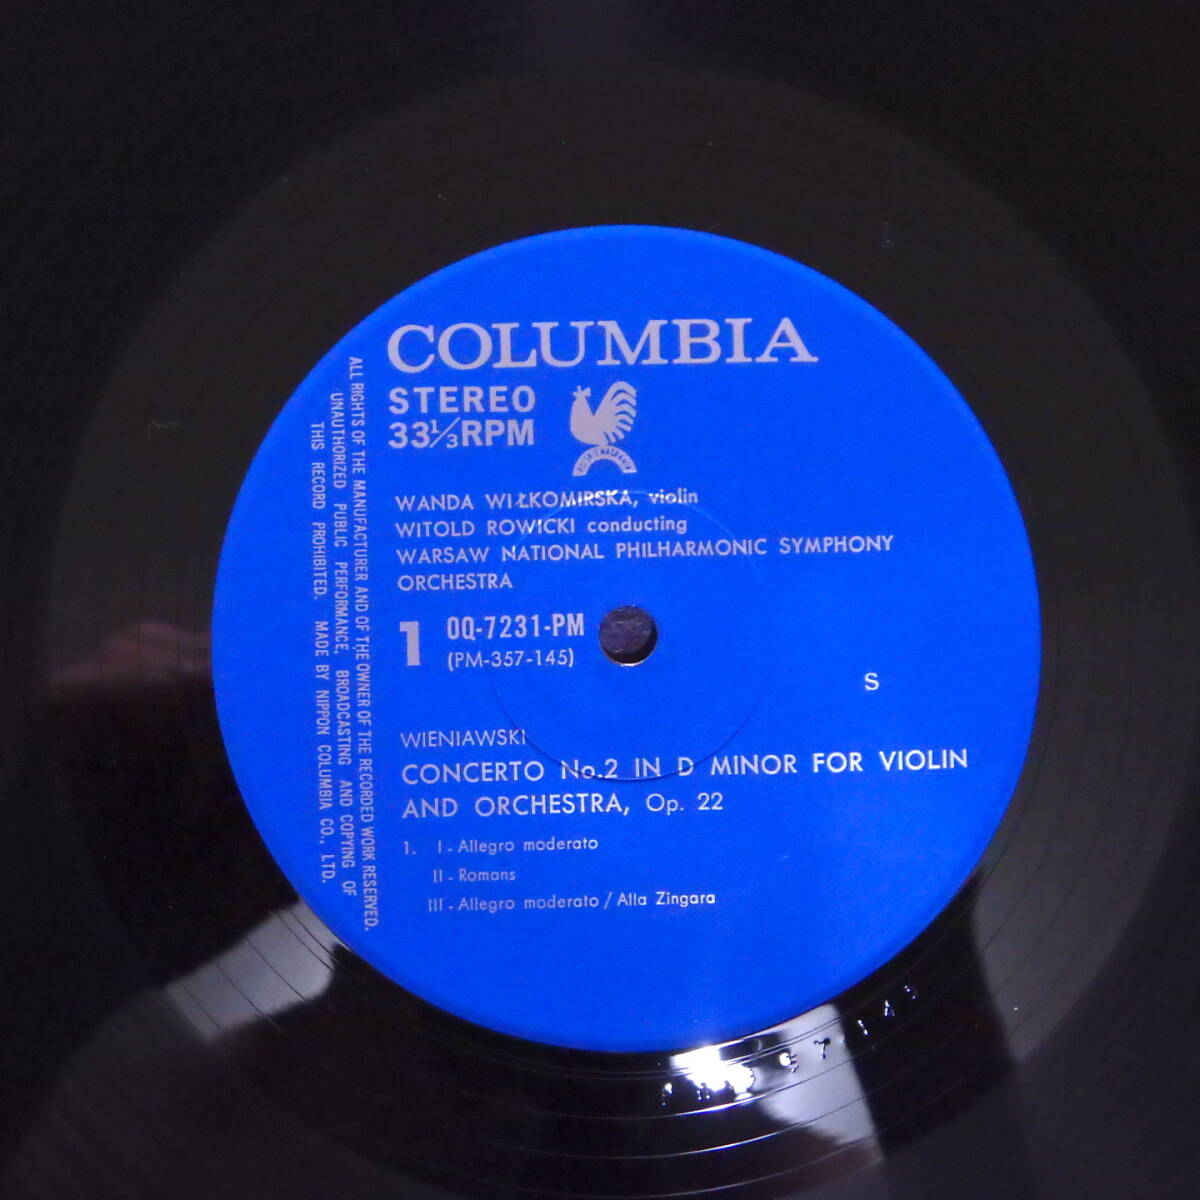 COLUMBIA
STEREO
33⅓RPM
WANDA WIŁKOMIRSKA, violin
WITOLD ROWICKI conducting
WARSAW NATIONAL PHILHARMONIC SYMPHONY
ORCHESTRA
1 OQ-7231-PM
(PM-357-145)
S
WIENIAWSKI
CONCERTO No.2 IN D MINOR FOR VIOLIN
AND ORCHESTRA, Op. 22
1. I - Allegro moderato
II - Romans
III - Allegro moderato / Alla Zingara
ALL RIGHTS OF THE MANUFACTURER AND OF THE OWNER OF THE RECORDED WORK RESERVED.
UNAUTHORIZED PUBLIC PERFORMANCE, BROADCASTING AND COPYING OF
THIS RECORD PROHIBITED. MADE BY NIPPON COLUMBIA CO., LTD.